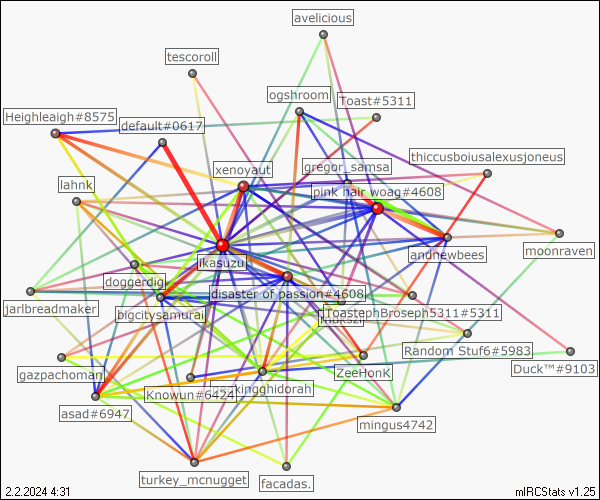 avelicious
tescoroll
ogshroom
Toast#5311
Heighleaigh#8575
default#0617
thiccusboiusalexusjoneus
gregor_samsa
xenoyaut
pink hair woag#4608
lahnk
andnewbees
moonraven
ikasuzu
doggerdig
disaster of passion#4608
jarlbreadmaker
bigcitysamurai
ToastephBroseph5311#5311
Random Stuf6#5983
gazpachoman
ZeeHonK
Duck™#9103
Knowun#6424
kingghidorah
asad#6947
mingus4742
turkey_mcnugget
facadas.
2.2.2024 4:31
mIRCStats v1.25